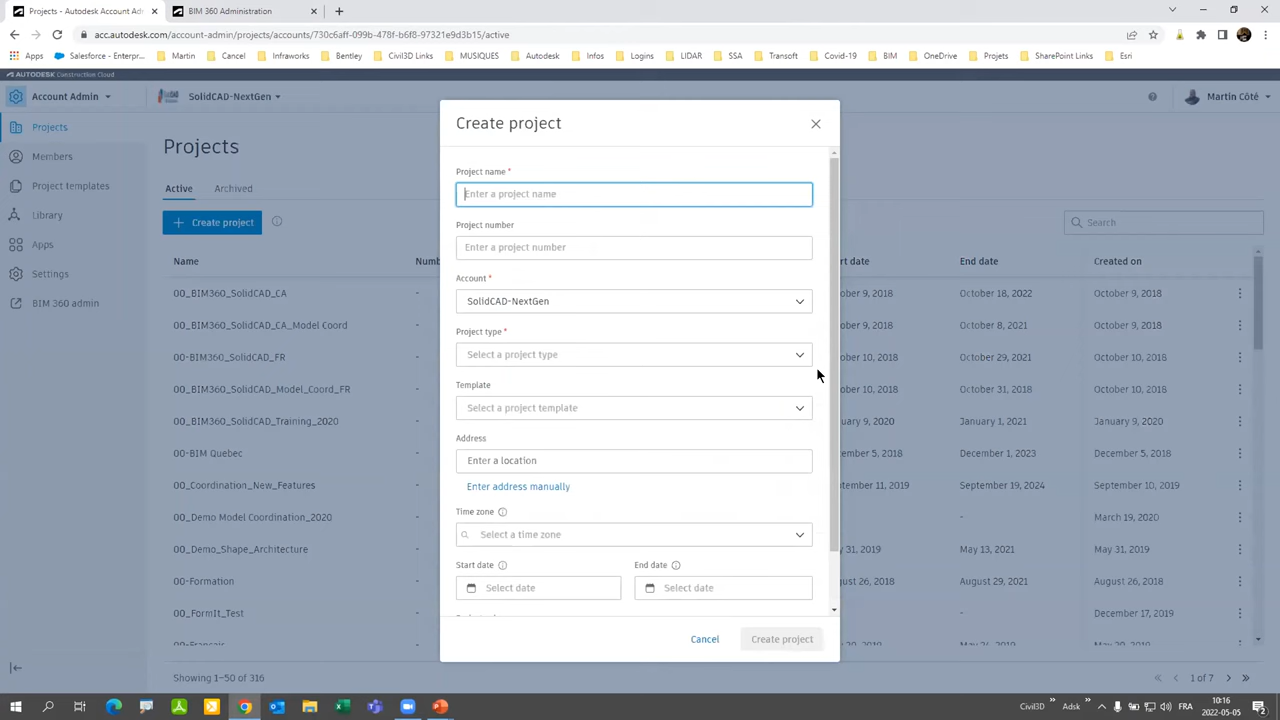 Projects - Autodesk Account Adm
BIM 360 Administration
acc.autodesk.com/account-admin/projects/accounts/730c6aff-099b-478f-b6f8-97321e9d3b15/active
Apps Salesforce - Enterpr... Martin Cancel Infraworks Bentley Civil3D Links MUSIQUES Autodesk Infos Logins LIDAR SSA Transoft Covid-19 BIM OneDrive Projets SharePoint Links Esri
AUTODESK Construction Cloud
Account Admin
SolidCAD-NextGen
Martin Côté
Projects
Members
Project templates
Library
Apps
Settings
BIM 360 admin
Projects
Active Archived
Create project
Search
Name Numb art date End date Created on
00_BIM360_SolidCAD_CA - ober 9, 2018 October 18, 2022 October 9, 2018
00_BIM360_SolidCAD_CA_Model Coord - ober 9, 2018 October 8, 2021 October 9, 2018
00-BIM360_SolidCAD_FR - ober 10, 2018 October 29, 2021 October 10, 2018
00_BIM360_SolidCAD_Model_Coord_FR - ober 10, 2018 October 31, 2018 October 10, 2018
00_BIM360_SolidCAD_Training_2020 - uary 9, 2020 January 1, 2021 January 9, 2020
00-BIM Quebec - ember 5, 2018 December 1, 2023 December 5, 2018
00_Coordination_New_Features - tember 11, 2019 September 19, 2024 September 10, 2019
00_Demo Model Coordination_2020 - - March 19, 2020
00_Demo_Shape_Architecture - y 31, 2019 May 13, 2021 May 31, 2019
00-Formation - ust 26, 2018 August 29, 2021 August 26, 2018
00_FormIt_Test - - December 17, 2019
Showing 1–50 of 316
1 of 7
Create project
Project name *
Enter a project name
Project number
Enter a project number
Account *
SolidCAD-NextGen
Project type *
Select a project type
Template
Select a project template
Address
Enter a location
Enter address manually
Time zone
Select a time zone
Start date End date
Select date Select date
Cancel Create project
Civil3D Adsk FRA
10:16
2022-05-05
2